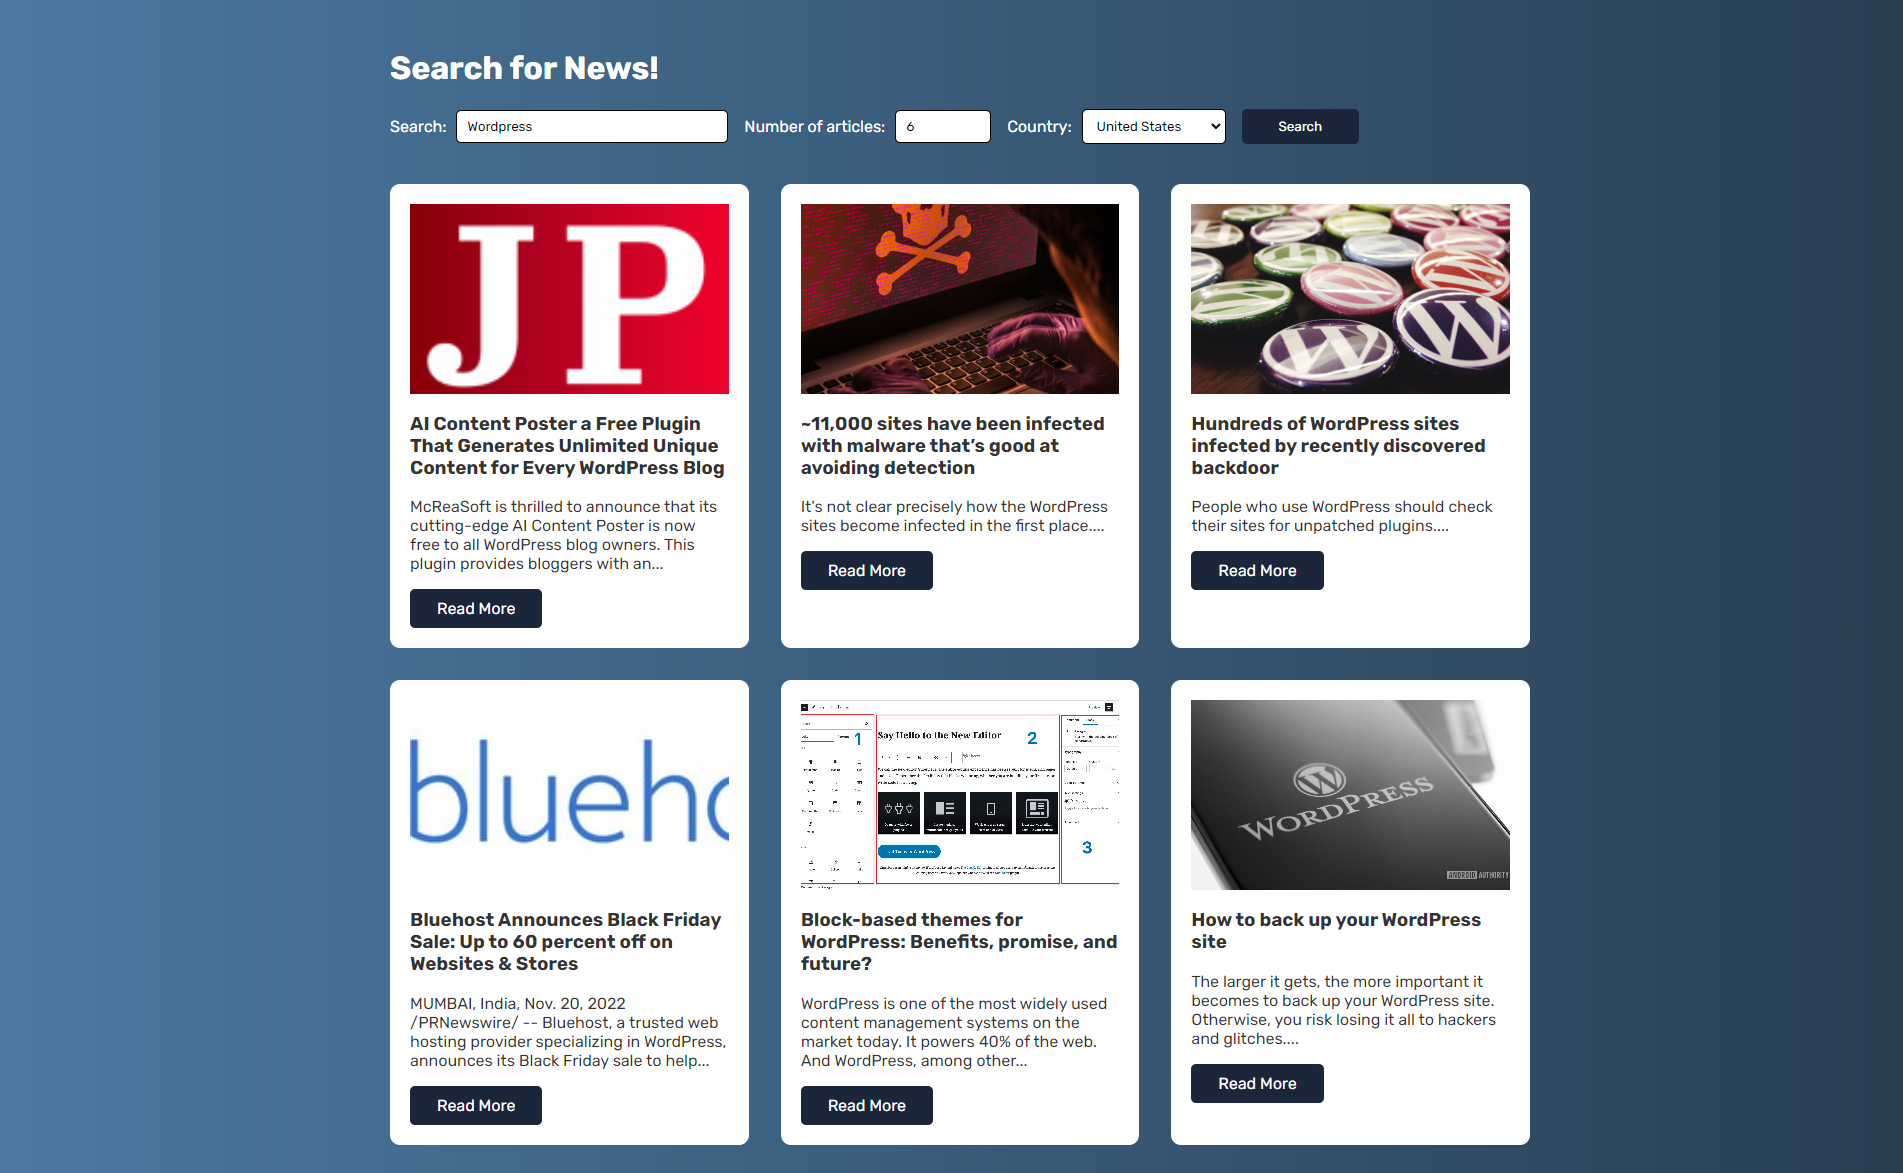 Search for News!
Search: Wordpress Number of articles: 6 Country: United States Search
JP
AI Content Poster a Free Plugin
That Generates Unlimited Unique
Content for Every WordPress Blog
McReaSoft is thrilled to announce that its
cutting-edge AI Content Poster is now
free to all WordPress blog owners. This
plugin provides bloggers with an...
Read More
~11,000 sites have been infected
with malware that’s good at
avoiding detection
It's not clear precisely how the WordPress
sites become infected in the first place....
Read More
Hundreds of WordPress sites
infected by recently discovered
backdoor
People who use WordPress should check
their sites for unpatched plugins....
Read More
blueho
Bluehost Announces Black Friday
Sale: Up to 60 percent off on
Websites & Stores
MUMBAI, India, Nov. 20, 2022
/PRNewswire/ -- Bluehost, a trusted web
hosting provider specializing in WordPress,
announces its Black Friday sale to help...
Read More
1
Say Hello to the New Editor
2
3
Block-based themes for
WordPress: Benefits, promise, and
future?
WordPress is one of the most widely used
content management systems on the
market today. It powers 40% of the web.
And WordPress, among other...
Read More
WORDPRESS
ANDROID AUTHORITY
How to back up your WordPress
site
The larger it gets, the more important it
becomes to back up your WordPress site.
Otherwise, you risk losing it all to hackers
and glitches....
Read More